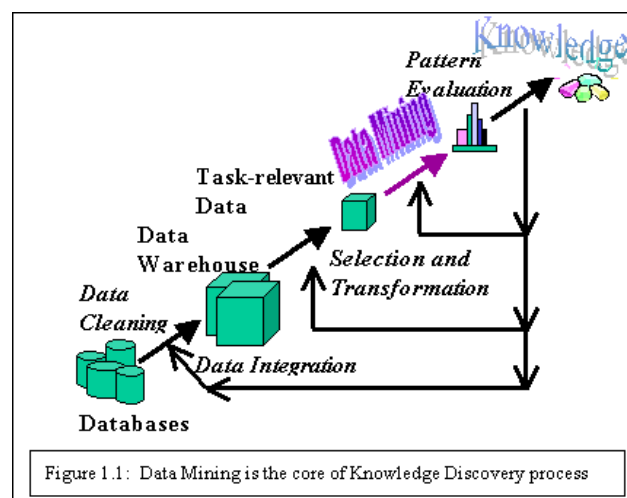 Knowledge
Pattern
Evaluation
Data Mining
Task-relevant
Data
Data
Warehouse
Selection and
Transformation
Data
Cleaning
Data Integration
Databases
Figure 1.1: Data Mining is the core of Knowledge Discovery process